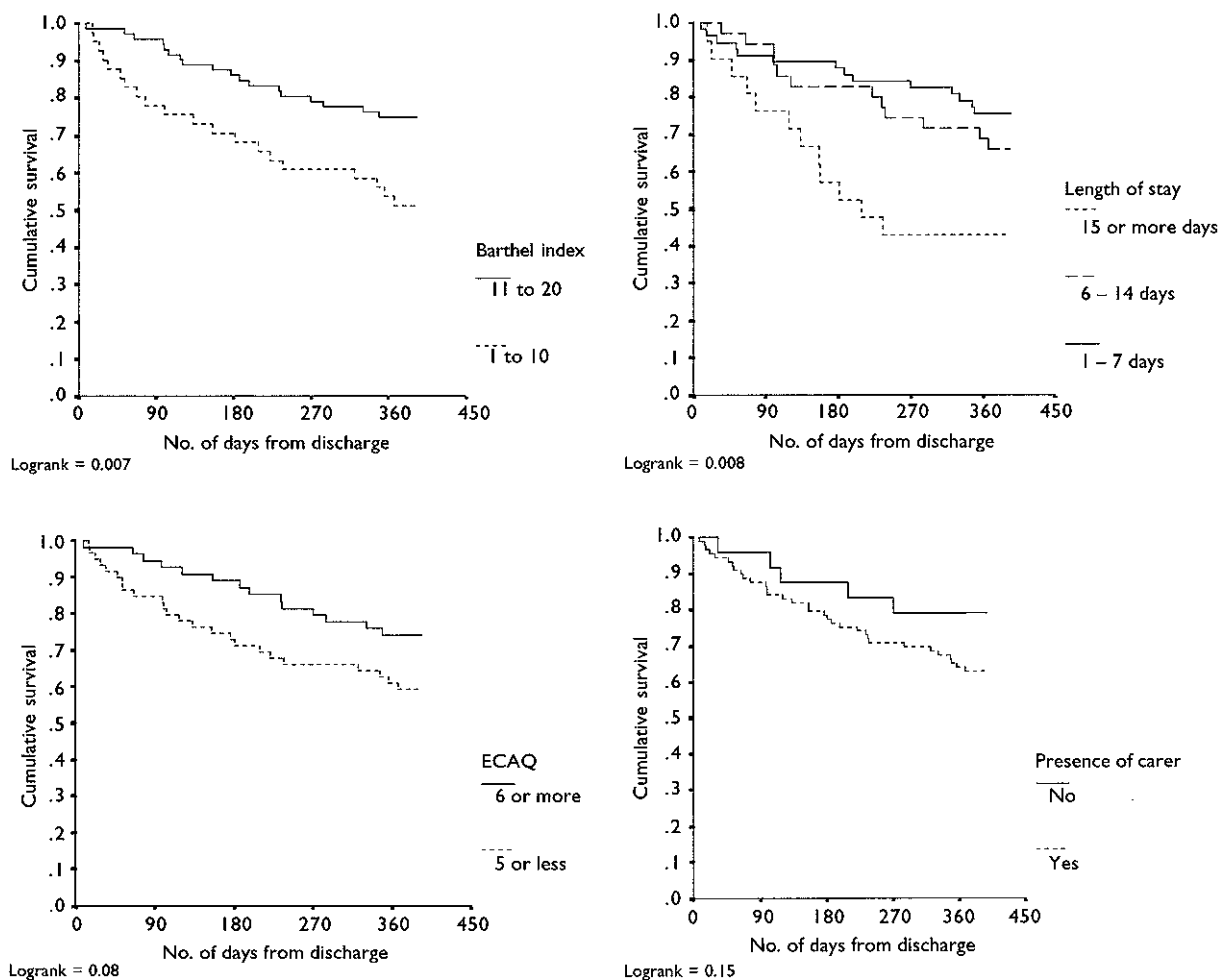 1.0
.9
.8
.7
.6
.5
.4
.3
.2
.1
.0
Cumulative survival
0 90 180 270 360 450
No. of days from discharge
Barthel index
11 to 20
1 to 10
Logrank = 0.007
1.0
.9
.8
.7
.6
.5
.4
.3
.2
.1
.0
Cumulative survival
0 90 180 270 360 450
No. of days from discharge
Length of stay
15 or more days
6 – 14 days
1 – 7 days
Logrank = 0.008
1.0
.9
.8
.7
.6
.5
.4
.3
.2
.1
.0
Cumulative survival
0 90 180 270 360 450
No. of days from discharge
ECAQ
6 or more
5 or less
Logrank = 0.08
1.0
.9
.8
.7
.6
.5
.4
.3
.2
.1
.0
Cumulative survival
0 90 180 270 360 450
No. of days from discharge
Presence of carer
No
Yes
Logrank = 0.15